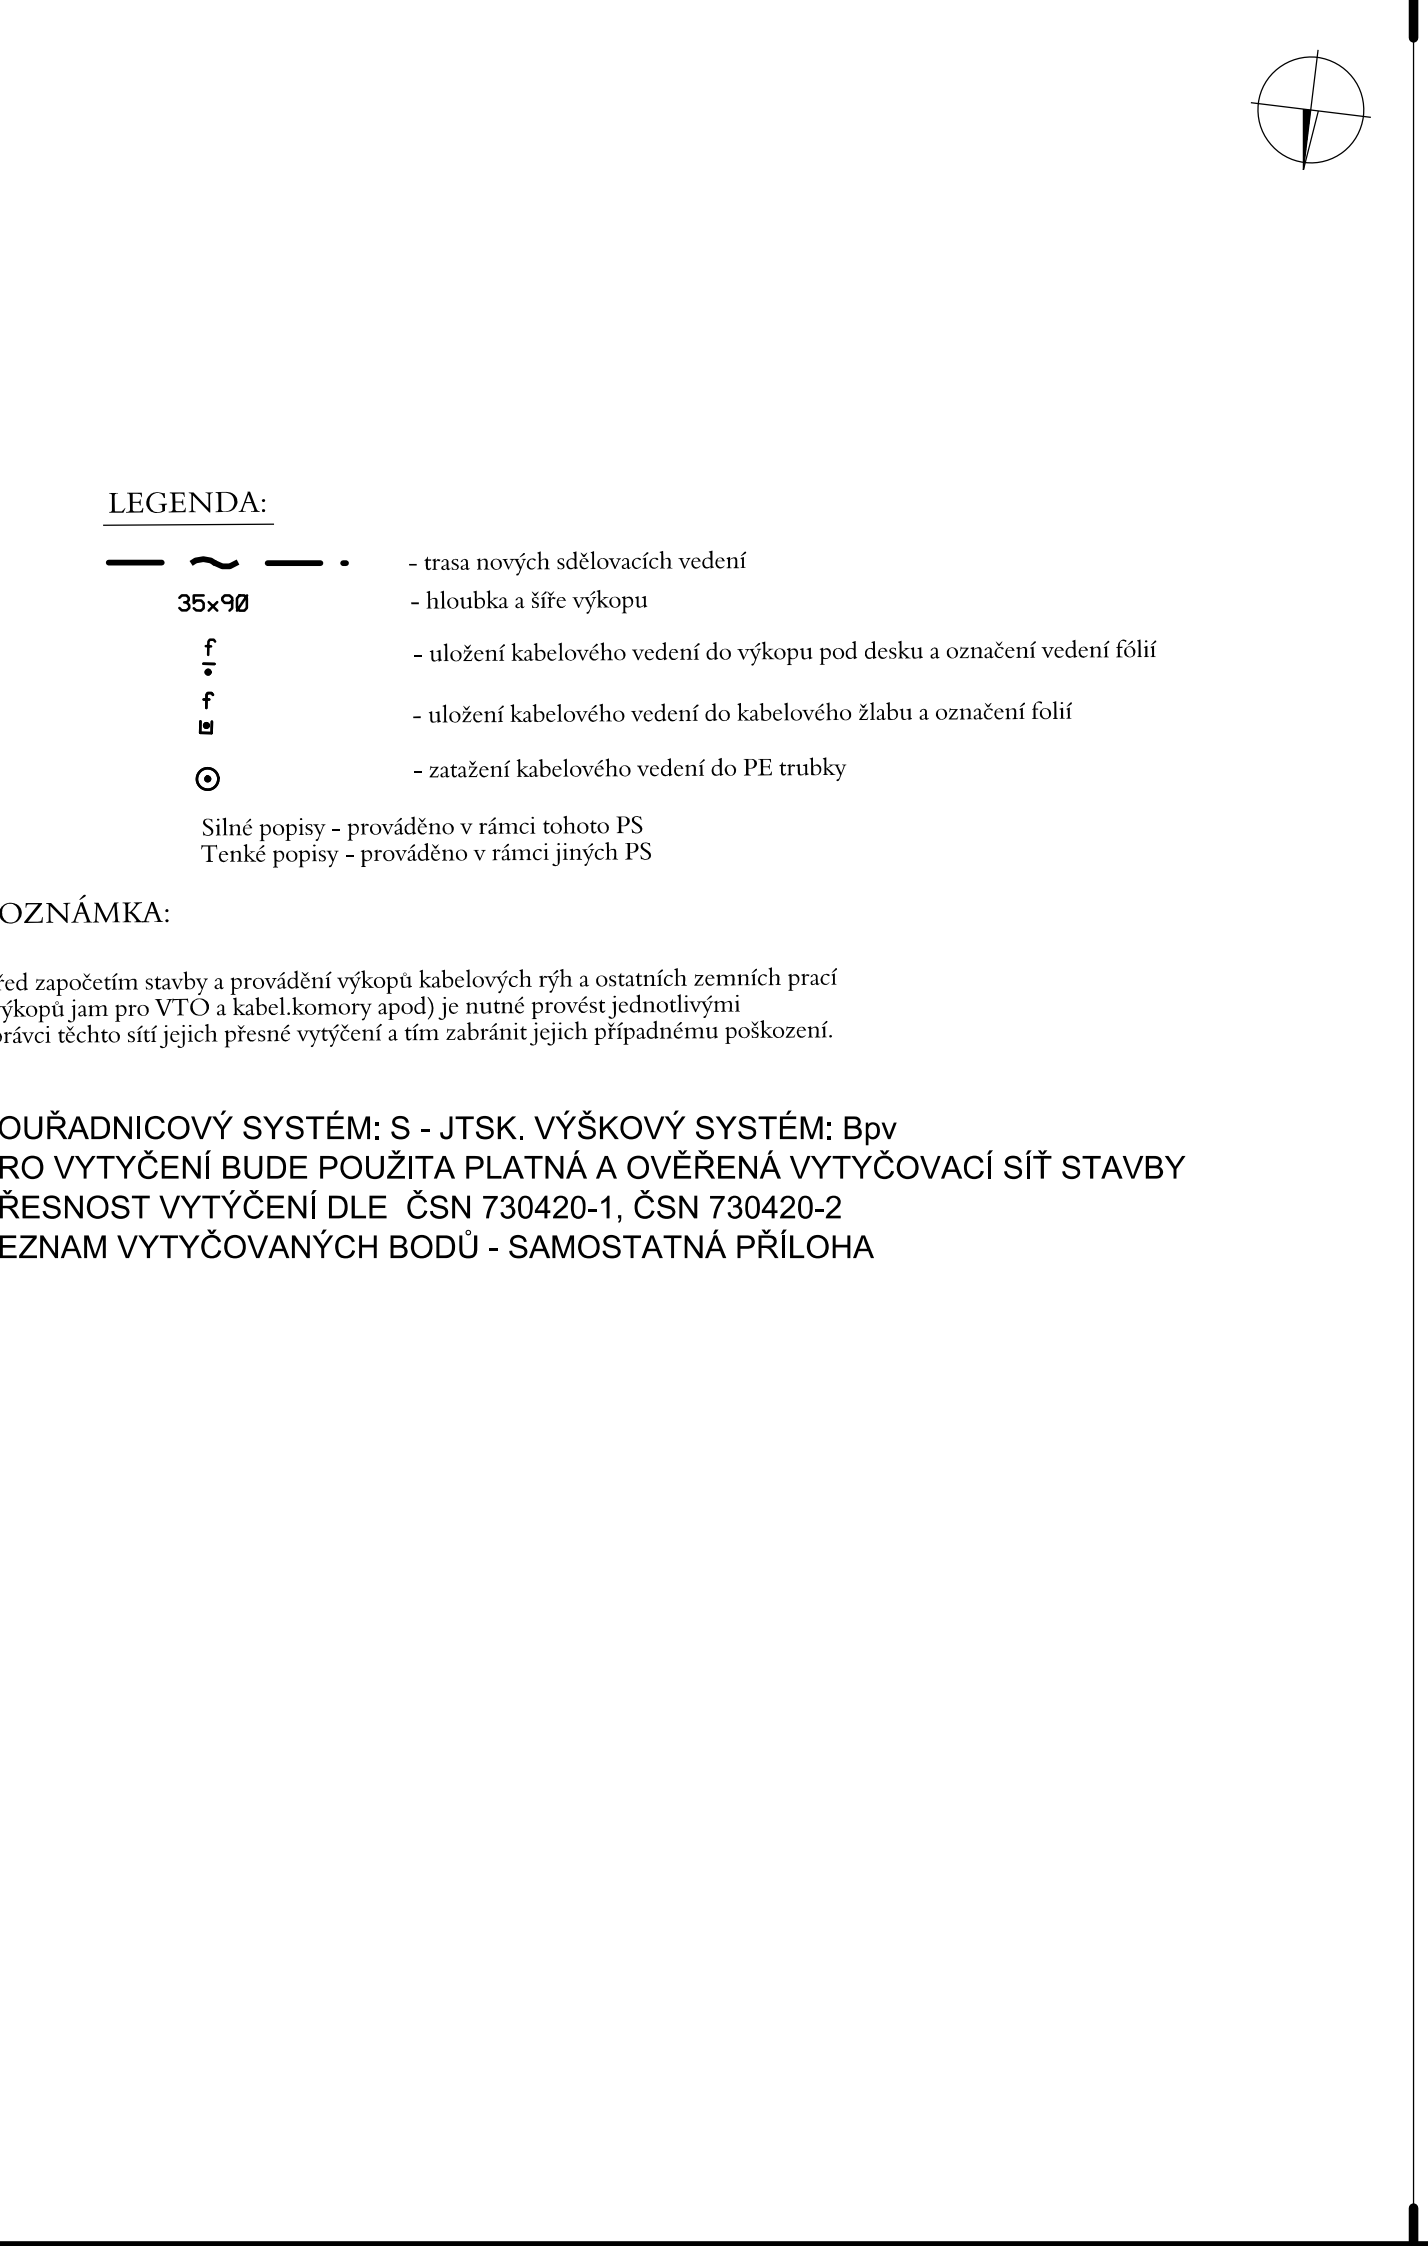 LEGENDA:
- trasa nových sdělovacích vedení
35x90
- hloubka a šíře výkopu
f
- uložení kabelového vedení do výkopu pod desku a označení vedení fólií
f
- uložení kabelového vedení do kabelového žlabu a označení folií
- zatažení kabelového vedení do PE trubky
Silné popisy - prováděno v rámci tohoto PS
Tenké popisy - prováděno v rámci jiných PS
OZNÁMKA:
řed započetím stavby a provádění výkopů kabelových rýh a ostatních zemních prací
výkopů jam pro VTO a kabel.komory apod) je nutné provést jednotlivými
právci těchto sítí jejich přesné vytýčení a tím zabránit jejich případnému poškození.
OUŘADNICOVÝ SYSTÉM: S - JTSK. VÝŠKOVÝ SYSTÉM: Bpv
RO VYTYČENÍ BUDE POUŽITA PLATNÁ A OVĚŘENÁ VYTYČOVACÍ SÍŤ STAVBY
ŘESNOST VYTÝČENÍ DLE ČSN 730420-1, ČSN 730420-2
EZNAM VYTYČOVANÝCH BODŮ - SAMOSTATNÁ PŘÍLOHA